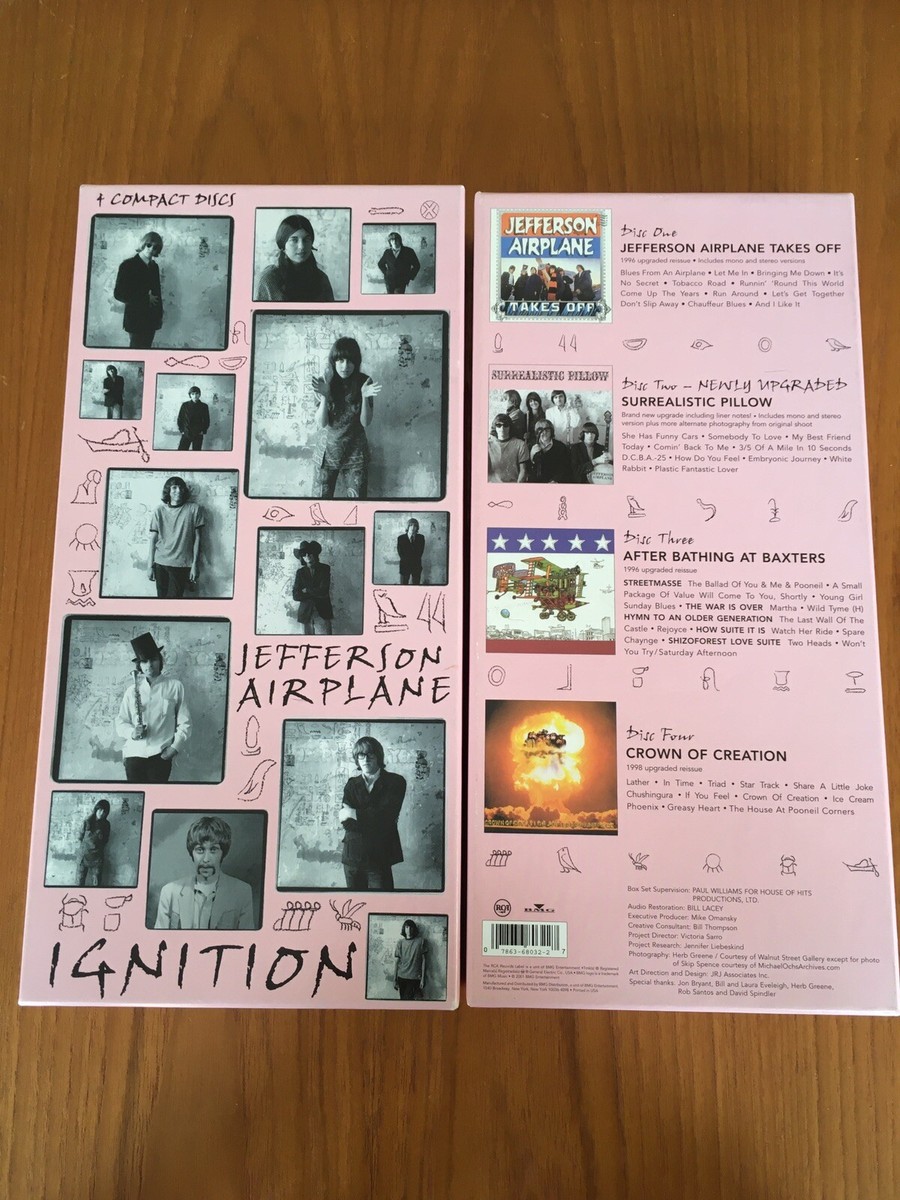 4 COMPACT DISCS
JEFFERSON
AIRPLANE
IGNITION
JEFFERSON
AIRPLANE
TAKES OFF
Disc One
JEFFERSON AIRPLANE TAKES OFF
1996 upgraded reissue • Includes mono and stereo versions
Blues From An Airplane • Let Me In • Bringing Me Down • It's
No Secret • Tobacco Road • Runnin' 'Round This World
Come Up The Years • Run Around • Let's Get Together
Don't Slip Away • Chauffeur Blues • And I Like It
SURREALISTIC PILLOW
Disc Two – NEWLY UPGRADED
SURREALISTIC PILLOW
Brand new upgrade including liner notes! • Includes mono and stereo
version plus more alternate photography from original shoot
She Has Funny Cars • Somebody To Love • My Best Friend
Today • Comin' Back To Me • 3/5 Of A Mile In 10 Seconds
D.C.B.A.-25 • How Do You Feel • Embryonic Journey • White
Rabbit • Plastic Fantastic Lover
Disc Three
AFTER BATHING AT BAXTERS
1996 upgraded reissue
STREETMASSE The Ballad Of You & Me & Pooneil • A Small
Package Of Value Will Come To You, Shortly • Young Girl
Sunday Blues • THE WAR IS OVER Martha • Wild Tyme (H)
HYMN TO AN OLDER GENERATION The Last Wall Of The
Castle • Rejoyce • HOW SUITE IT IS Watch Her Ride • Spare
Chaynge • SHIZOFOREST LOVE SUITE Two Heads • Won't
You Try/Saturday Afternoon
Disc Four
CROWN OF CREATION
1998 upgraded reissue
Lather • In Time • Triad • Star Track • Share A Little Joke
Chushingura • If You Feel • Crown Of Creation • Ice Cream
Phoenix • Greasy Heart • The House At Pooneil Corners
Box Set Supervision: PAUL WILLIAMS FOR HOUSE OF HITS
PRODUCTIONS, LTD.
Audio Restoration: BILL LACEY
Executive Producer: Mike Omansky
Creative Consultant: Bill Thompson
Project Director: Victoria Sarro
Project Research: Jennifer Liebeskind
Photography: Herb Greene / Courtesy of Walnut Street Gallery except for photo
of Skip Spence courtesy of MichaelOchsArchives.com
Art Direction and Design: JRJ Associates Inc.
Special thanks: Jon Bryant, Bill and Laura Eveleigh, Herb Greene,
Rob Santos and David Spindler
RCA
BMG
0 7863-68032-2 7